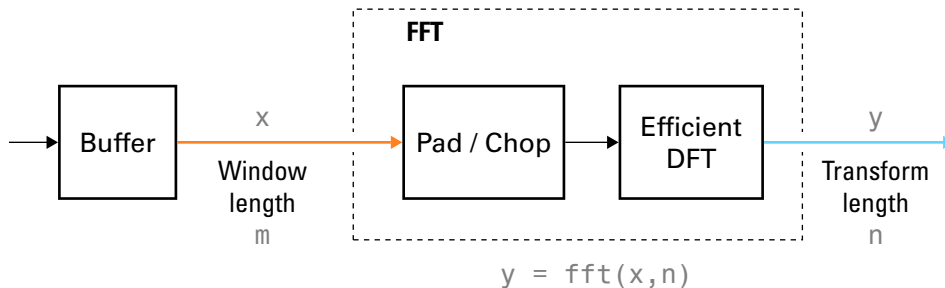 FFT
Buffer
x
Window
length
m
Pad / Chop
Efficient
DFT
y
Transform
length
n
y = fft(x,n)